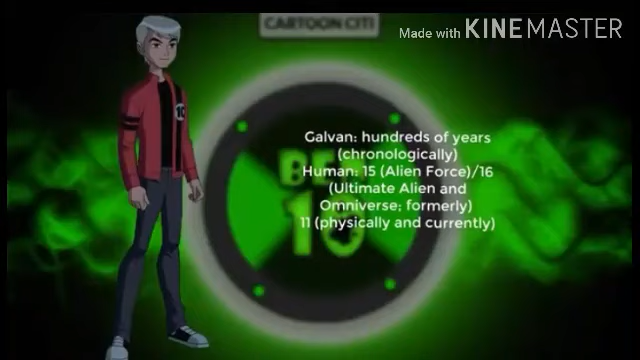 CARTOON CITI
Made with KINEMASTER
Galvan: hundreds of years
(chronologically)
Human: 15 (Alien Force)/16
(Ultimate Alien and
Omniverse; formerly)
11 (physically and currently)
BEN
10
10